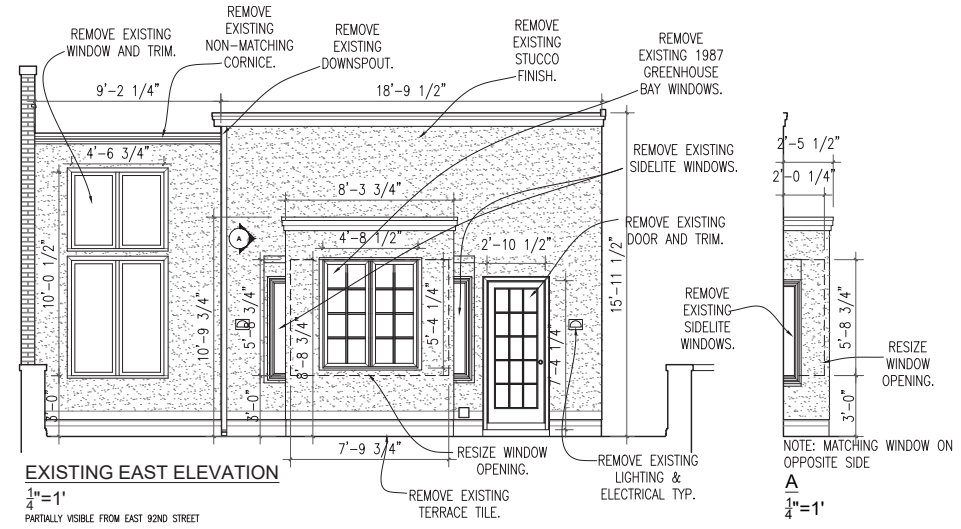 REMOVE EXISTING
WINDOW AND TRIM.
REMOVE
EXISTING
NON-MATCHING
CORNICE.
REMOVE
EXISTING
DOWNSPOUT.
REMOVE
EXISTING
STUCCO
FINISH.
REMOVE
EXISTING 1987
GREENHOUSE
BAY WINDOWS.
9'-2 1/4"
18'-9 1/2"
4'-6 3/4"
REMOVE EXISTING
SIDELITE WINDOWS.
8'-3 3/4"
4'-8 1/2"
2'-10 1/2"
REMOVE EXISTING
DOOR AND TRIM.
A
10'-0 1/2"
3'-0"
10'-9 3/4"
5'-8 3/4"
3'-0"
8'-8 3/4"
5'-4 1/4"
7'-4 1/4"
15'-11 1/2"
7'-9 3/4"
RESIZE WINDOW
OPENING.
REMOVE EXISTING
TERRACE TILE.
REMOVE EXISTING
LIGHTING &
ELECTRICAL TYP.
EXISTING EAST ELEVATION
1/4"=1'
PARTIALLY VISIBLE FROM EAST 92ND STREET
2'-5 1/2"
2'-0 1/4"
REMOVE
EXISTING
SIDELITE
WINDOWS.
5'-8 3/4"
3'-0"
RESIZE
WINDOW
OPENING.
NOTE: MATCHING WINDOW ON
OPPOSITE SIDE
A
1/4"=1'